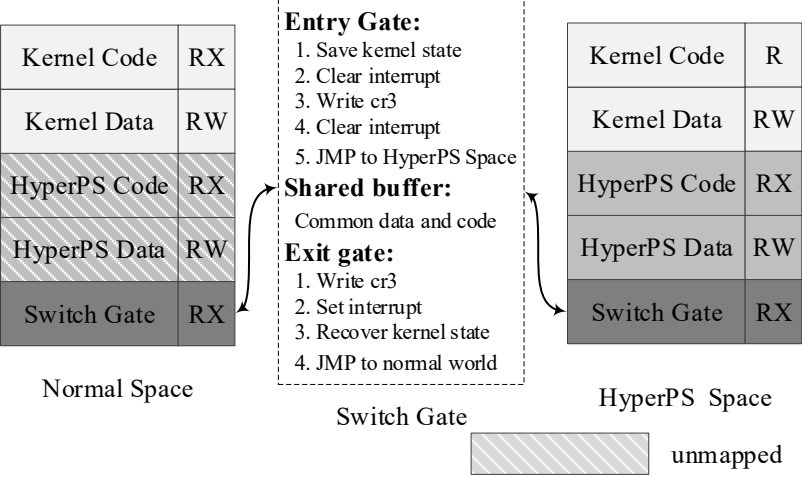 Kernel Code RX
Kernel Data RW
HyperPS Code RX
HyperPS Data RW
Switch Gate RX
Normal Space
Entry Gate:
1. Save kernel state
2. Clear interrupt
3. Write cr3
4. Clear interrupt
5. JMP to HyperPS Space
Shared buffer:
Common data and code
Exit gate:
1. Write cr3
2. Set interrupt
3. Recover kernel state
4. JMP to normal world
Switch Gate
Kernel Code R
Kernel Data RW
HyperPS Code RX
HyperPS Data RW
Switch Gate RX
HyperPS Space
unmapped